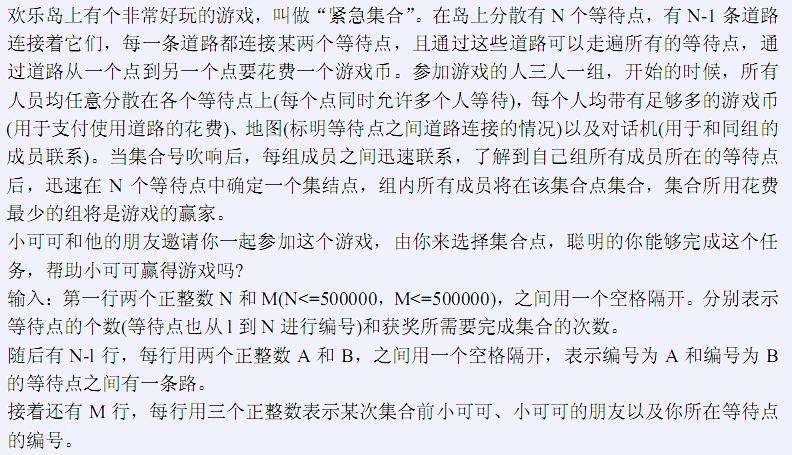 欢乐岛上有个非常好玩的游戏，叫做“紧急集合”。在岛上分散有 N 个等待点，有 N-1 条道路
连接着它们，每一条道路都连接某两个等待点，且通过这些道路可以走遍所有的等待点，通
过道路从一个点到另一个点要花费一个游戏币。参加游戏的人三人一组，开始的时候，所有
人员均任意分散在各个等待点上(每个点同时允许多个人等待)，每个人均带有足够多的游戏币
(用于支付使用道路的花费)、地图(标明等待点之间道路连接的情况)以及对话机(用于和同组的
成员联系)。当集合号吹响后，每组成员之间迅速联系，了解到自己组所有成员所在的等待点
后，迅速在 N 个等待点中确定一个集结点，组内所有成员将在该集合点集合，集合所用花费
最少的组将是游戏的赢家。
小可可和他的朋友邀请你一起参加这个游戏，由你来选择集合点，聪明的你能够完成这个任
务，帮助小可可赢得游戏吗?
输入：第一行两个正整数 N 和 M(N<=500000，M<=500000)，之间用一个空格隔开。分别表示
等待点的个数(等待点也从 l 到 N 进行编号)和获奖所需要完成集合的次数。
随后有 N-l 行，每行用两个正整数 A 和 B，之间用一个空格隔开，表示编号为 A 和编号为 B
的等待点之间有一条路。
接着还有 M 行，每行用三个正整数表示某次集合前小可可、小可可的朋友以及你所在等待点
的编号。